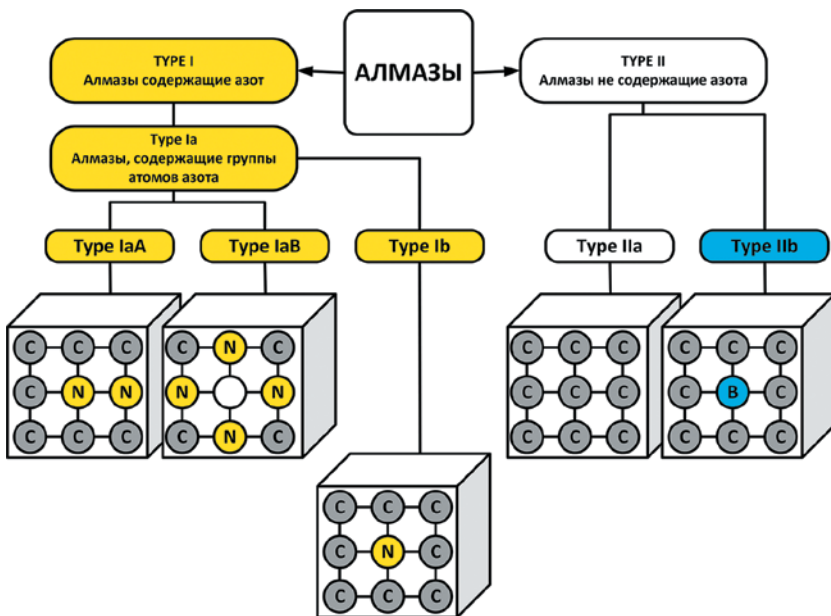 АЛМАЗЫ
TYPE I
Алмазы содержащие азот
TYPE II
Алмазы не содержащие азота
Type Ia
Алмазы, содержащие группы
атомов азота
Type IaA
Type IaB
Type Ib
Type IIa
Type IIb
C C C
C N N
C C C
C N C
N N
C N C
C C C
C C C
C C C
C C C
C B C
C C C
C C C
C N C
C C C